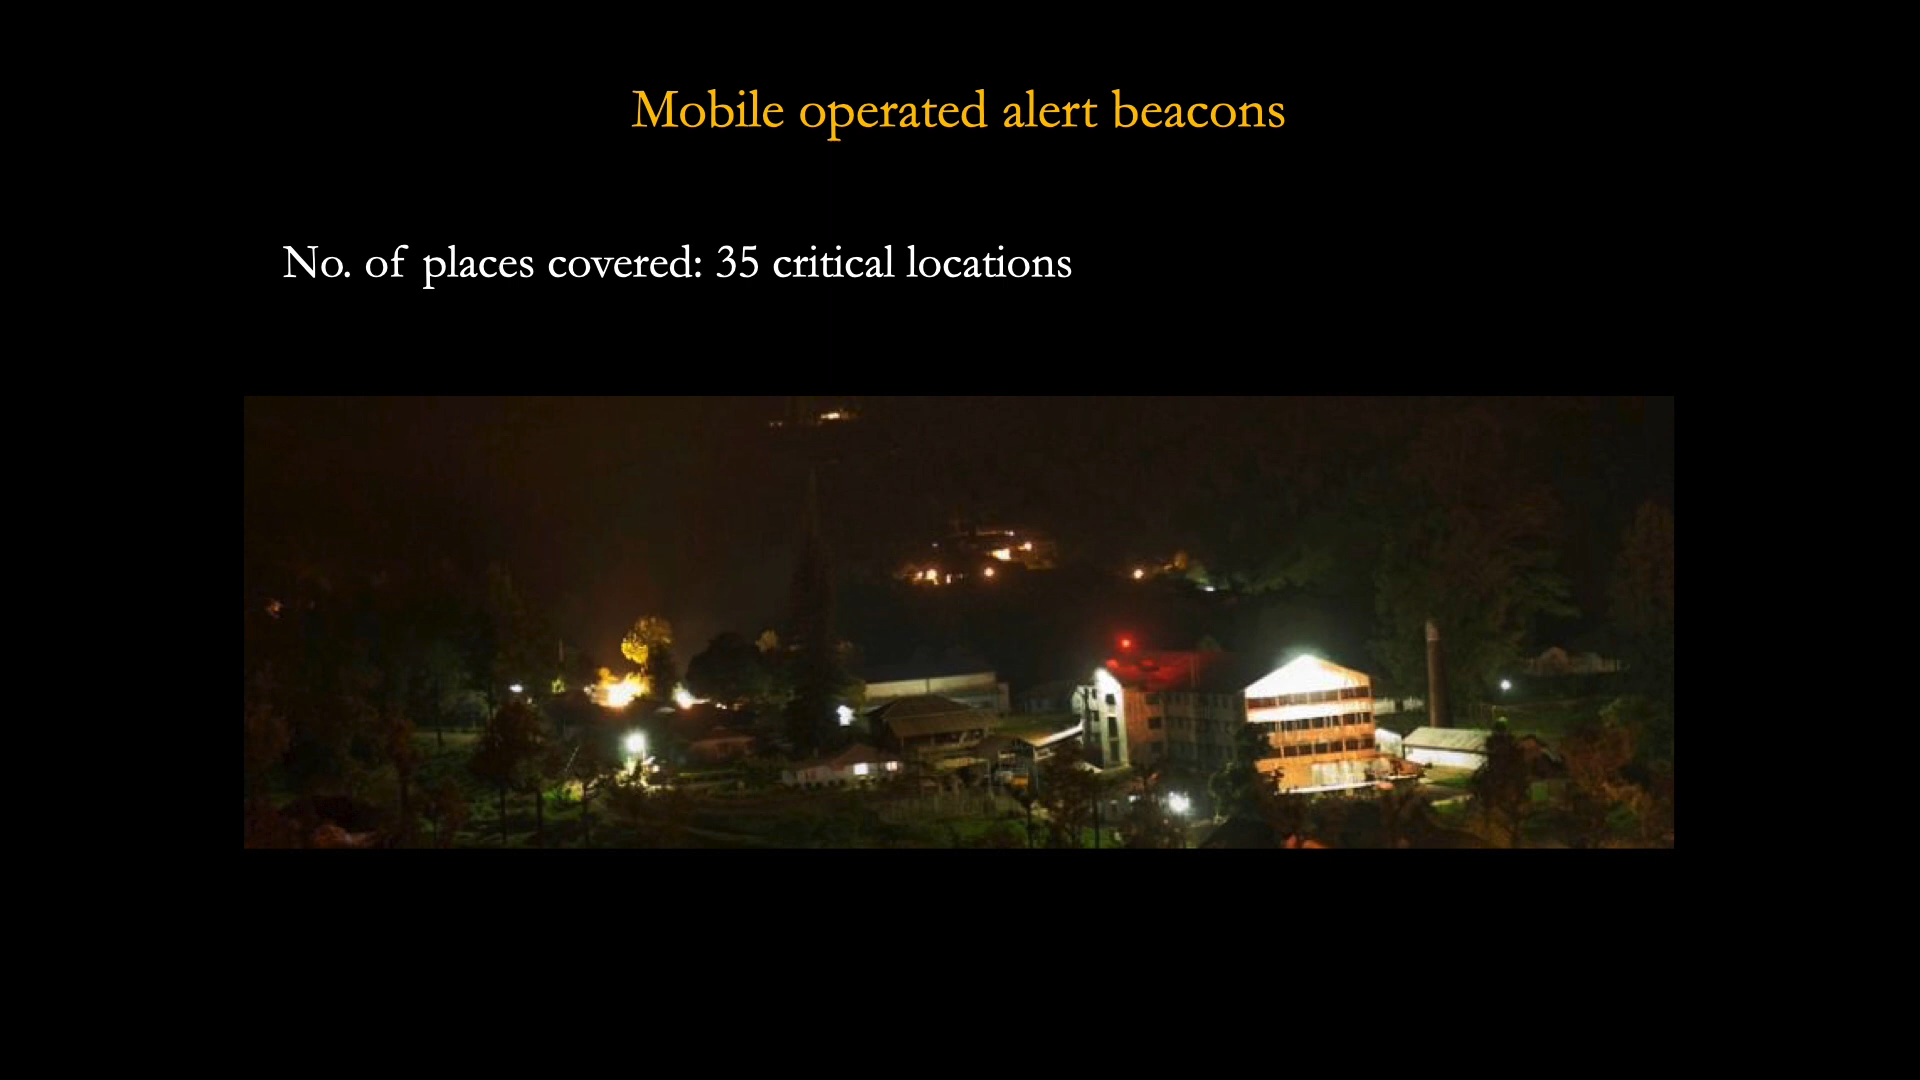 Mobile operated alert beacons
No. of places covered: 35 critical locations